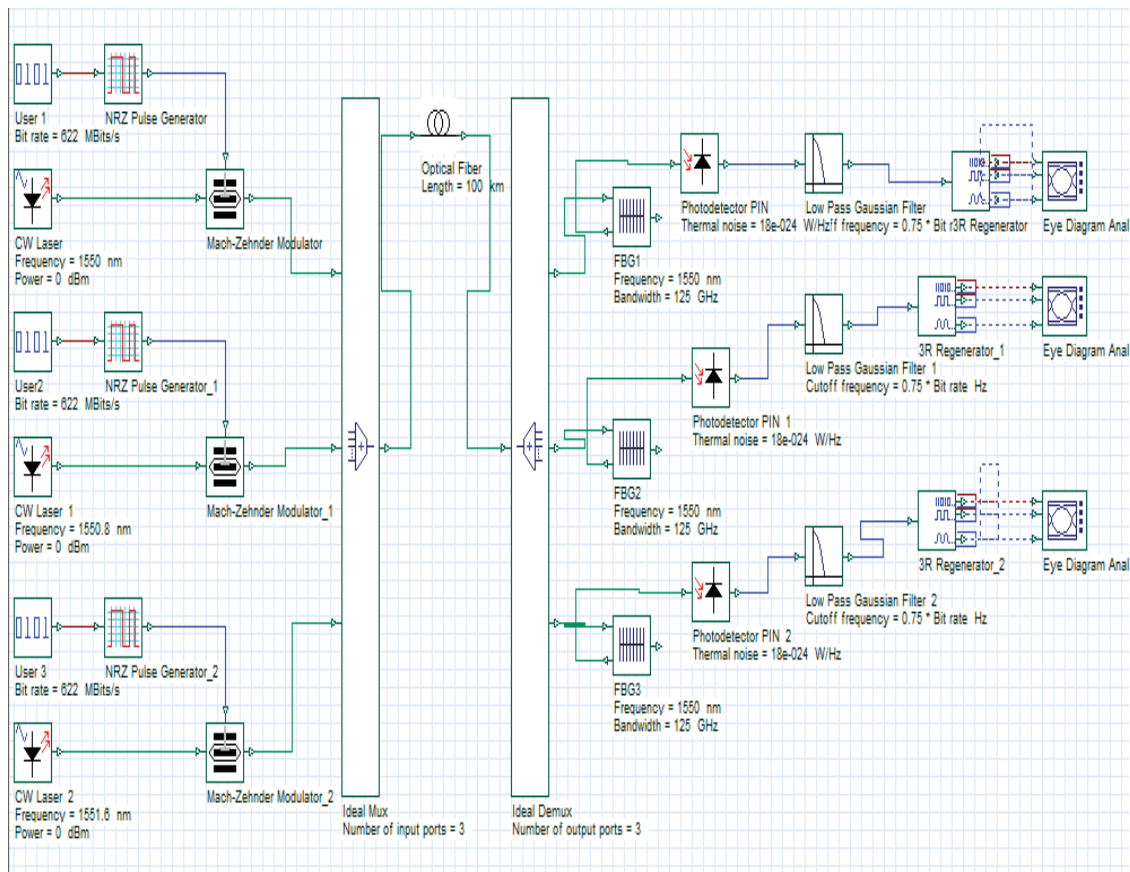 User 1
Bit rate = 622 MBits/s
NRZ Pulse Generator
CW Laser
Frequency = 1550 nm
Power = 0 dBm
Mach-Zehnder Modulator
User2
Bit rate = 622 MBits/s
NRZ Pulse Generator_1
CW Laser 1
Frequency = 1550.8 nm
Power = 0 dBm
Mach-Zehnder Modulator_1
User 3
Bit rate = 622 MBits/s
NRZ Pulse Generator_2
CW Laser 2
Frequency = 1551.6 nm
Power = 0 dBm
Mach-Zehnder Modulator_2
Ideal Mux
Number of input ports = 3
Optical Fiber
Length = 100 km
Ideal Demux
Number of output ports = 3
FBG1
Frequency = 1550 nm
Bandwidth = 125 GHz
Photodetector PIN
Thermal noise = 18e-024 W/Hz
Low Pass Gaussian Filter
ff frequency = 0.75 * Bit r
3R Regenerator
Eye Diagram Anal
FBG2
Frequency = 1550 nm
Bandwidth = 125 GHz
Photodetector PIN 1
Thermal noise = 18e-024 W/Hz
Low Pass Gaussian Filter 1
Cutoff frequency = 0.75 * Bit rate Hz
3R Regenerator_1
Eye Diagram Anal
FBG3
Frequency = 1550 nm
Bandwidth = 125 GHz
Photodetector PIN 2
Thermal noise = 18e-024 W/Hz
Low Pass Gaussian Filter 2
Cutoff frequency = 0.75 * Bit rate Hz
3R Regenerator_2
Eye Diagram Anal